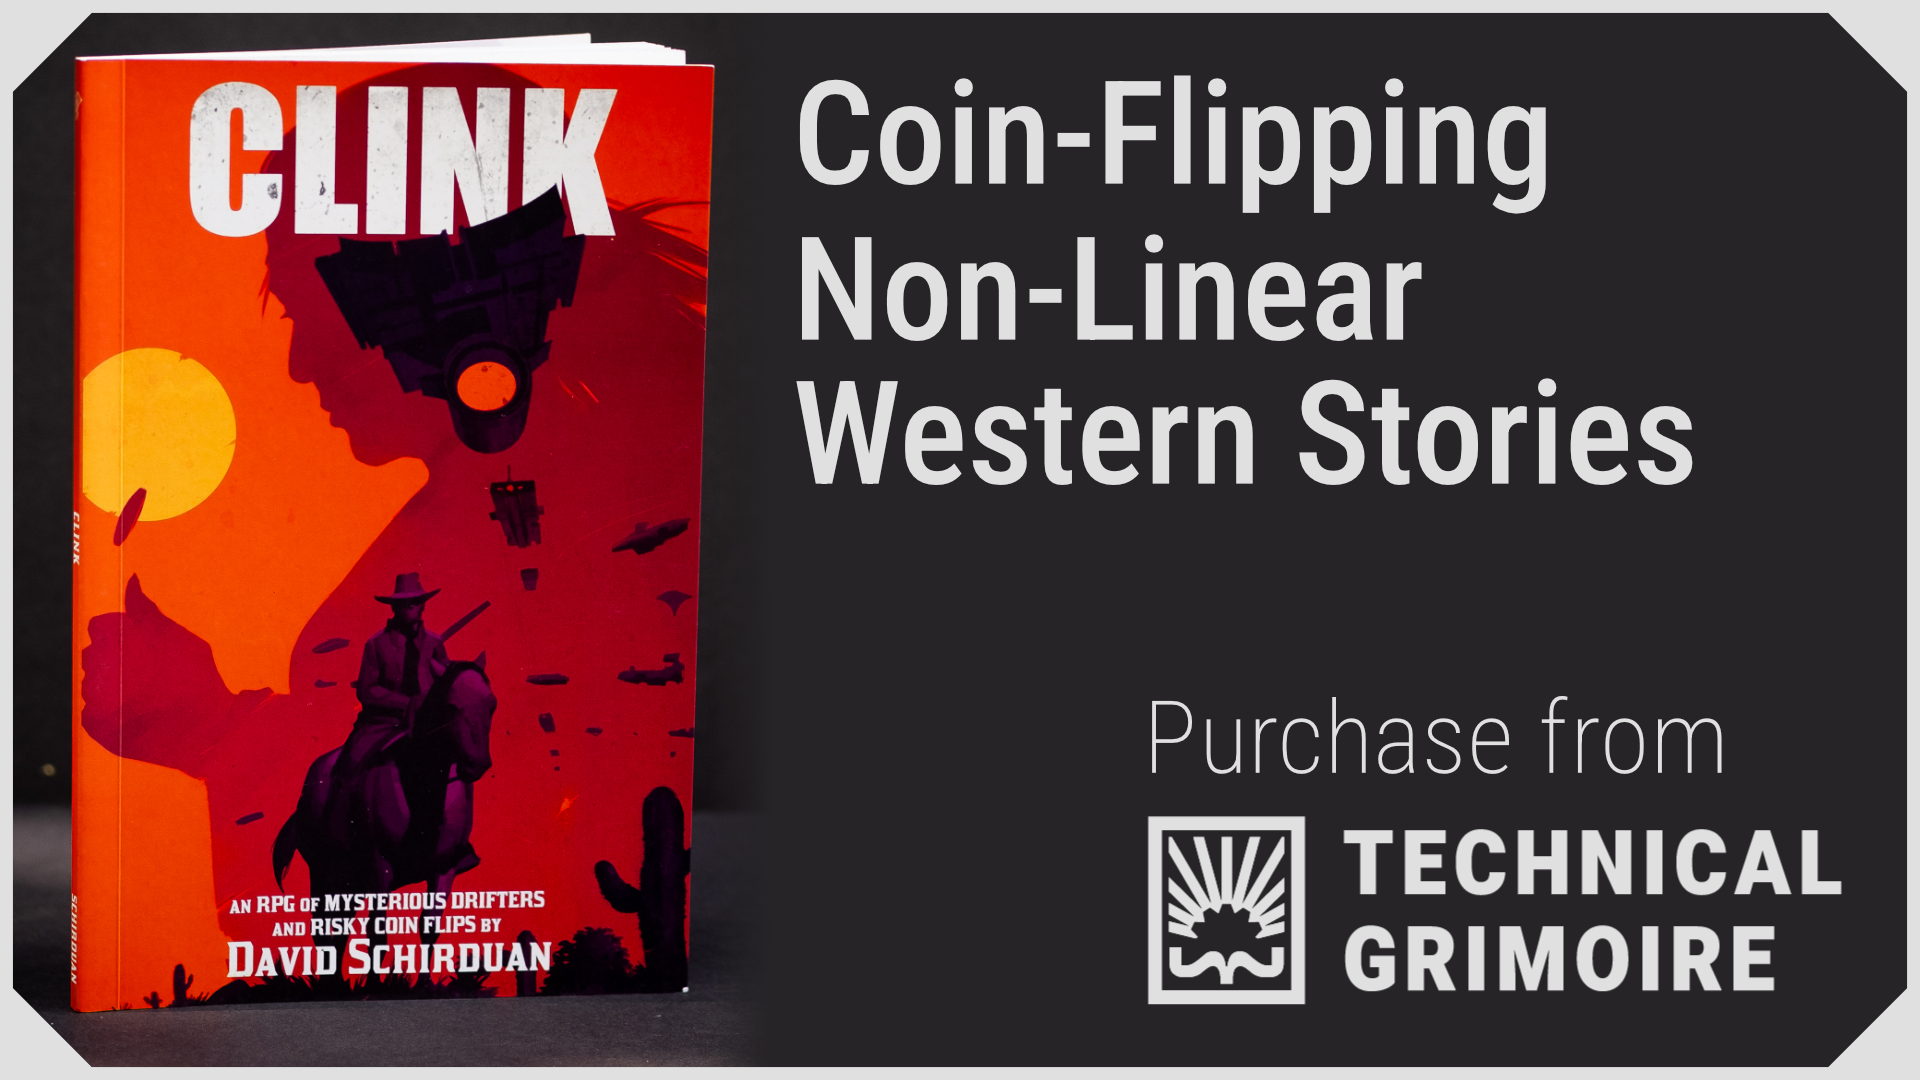 CLINK
AN RPG OF MYSTERIOUS DRIFTERS
AND RISKY COIN FLIPS BY
DAVID SCHIRDUAN
CLINK
SCHIRDUAN
Coin-Flipping
Non-Linear
Western Stories
Purchase from
TECHNICAL
GRIMOIRE